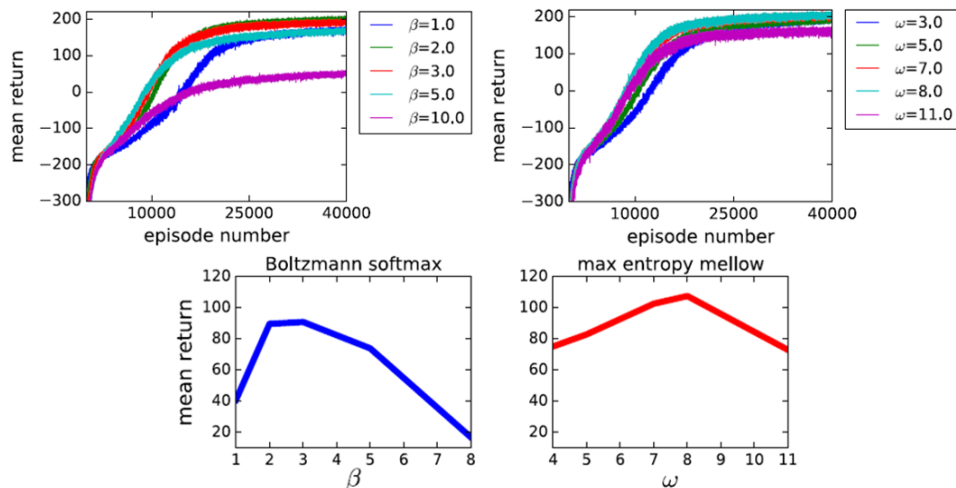 mean return
200
100
0
−100
−200
−300
10000
25000
40000
episode number
β=1.0
β=2.0
β=3.0
β=5.0
β=10.0
mean return
200
100
0
−100
−200
−300
10000
25000
40000
episode number
ω=3.0
ω=5.0
ω=7.0
ω=8.0
ω=11.0
Boltzmann softmax
mean return
120
100
80
60
40
20
1 2 3 4 5 6 7 8
β
max entropy mellow
120
100
80
60
40
20
4 5 6 7 8 9 10 11
ω